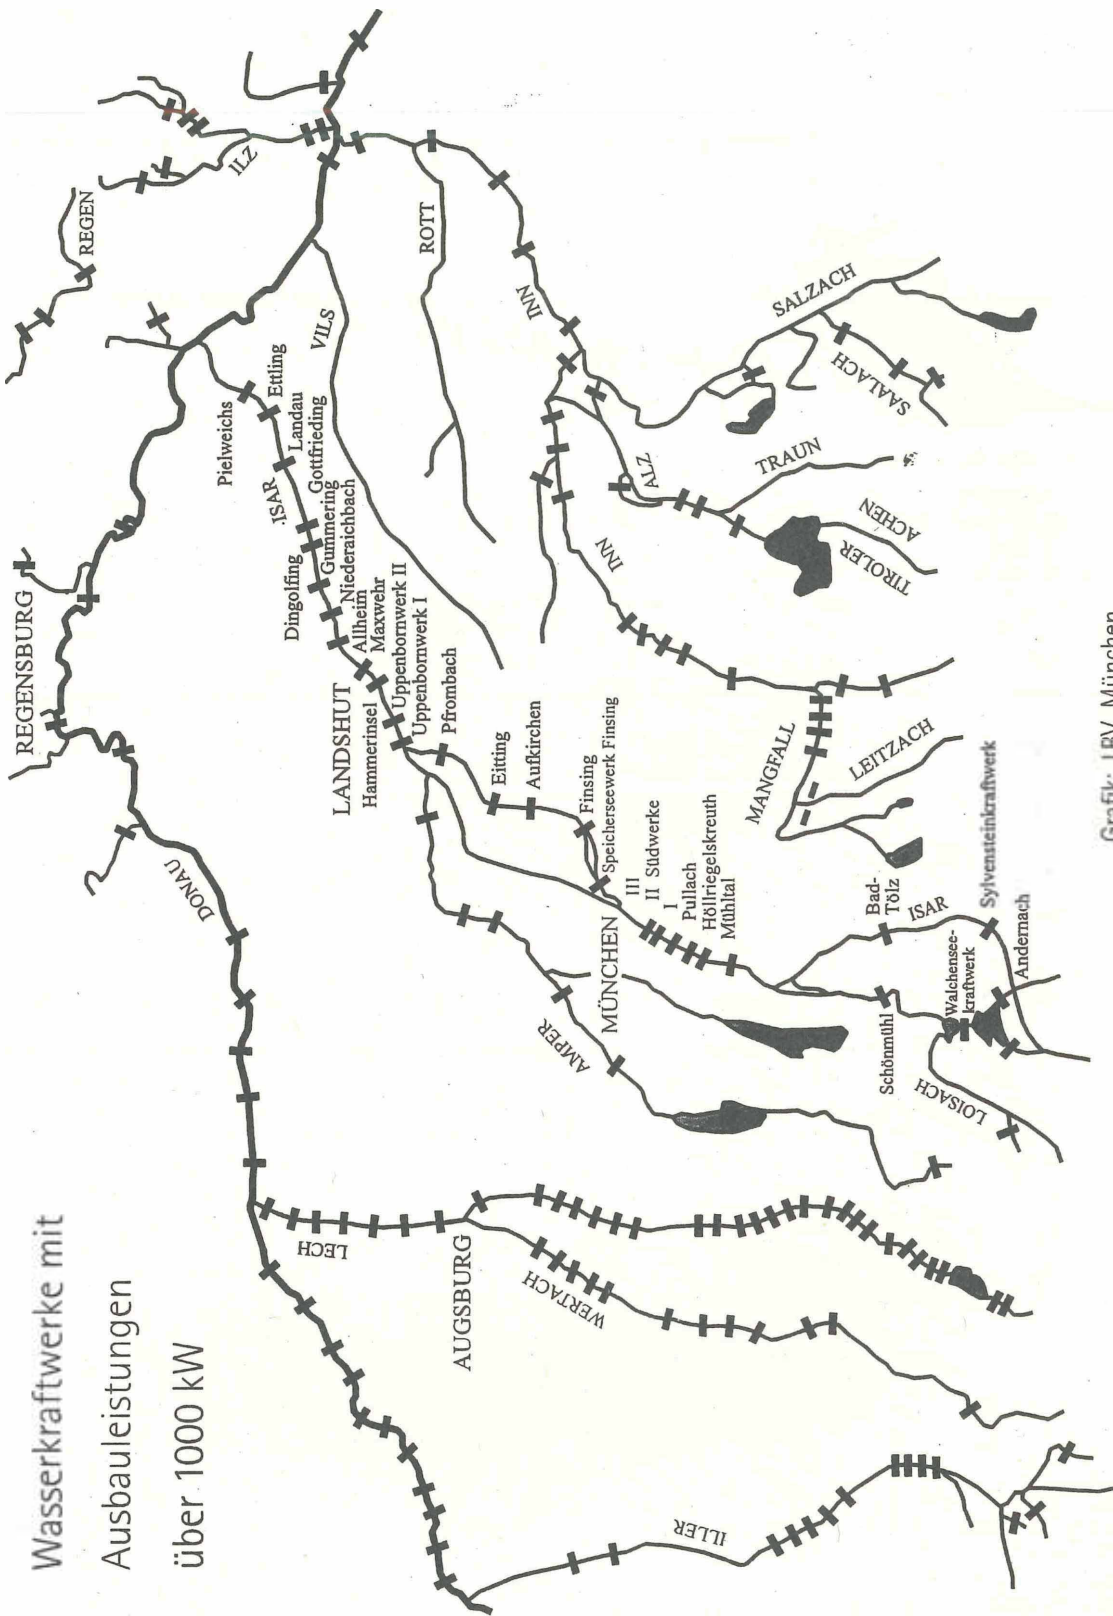 Wasserkraftwerke mit
Ausbauleistungen
über 1000 kW
REGENSBURG
REGEN
ILZ
DONAU
VILS
ROTT
Pielweichs
Ettling
Landau
ISAR
Gottfrieding
Gummering
Dingolfing
Niederaichbach
Allheim
Maxwehr
Uppenbornwerk II
Uppenbornwerk I
LANDSHUT
Hammerinsel
Pfrombach
Eitting
Aufkirchen
Finsing
Speicherseewerk Finsing
III
II Südwerke
I
Pullach
Höllriegelskreuth
Mühltal
MÜNCHEN
AMPER
INN
INN
ALZ
SALZACH
SAALACH
TRAUN
TIROLER
ACHEN
MANGFALL
LEITZACH
LECH
AUGSBURG
WERTACH
ILLER
Bad-
Tölz
ISAR
Sylvensteinkraftwerk
Schönmühl
Walchensee-
kraftwerk
Andernach
LOISACH
Grafik: LBV, München